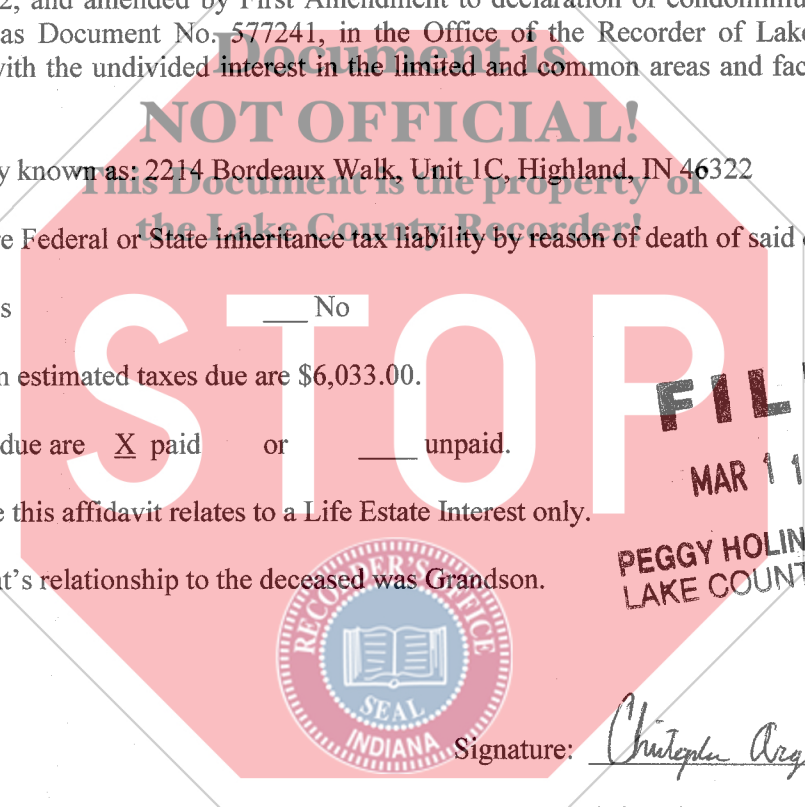 2, and amended by First Amendment to declaration of condominiu
as Document No. 577241, in the Office of the Recorder of Lake
with the undivided interest in the limited and common areas and fac
Document is
NOT OFFICIAL!
y known as: 2214 Bordeaux Walk, Unit 1C, Highland, IN 46322
This Document is the property of
the Lake County Recorder!
re Federal or State inheritance tax liability by reason of death of said
s ___ No
STOP
n estimated taxes due are $6,033.00.
FIL
due are X paid or ____ unpaid.
MAR 1 1
e this affidavit relates to a Life Estate Interest only.
PEGGY HOLIN
LAKE COUNT
nt's relationship to the deceased was Grandson.
RECORDER'S OFFICE
SEAL
INDIANA
Signature: Christopher